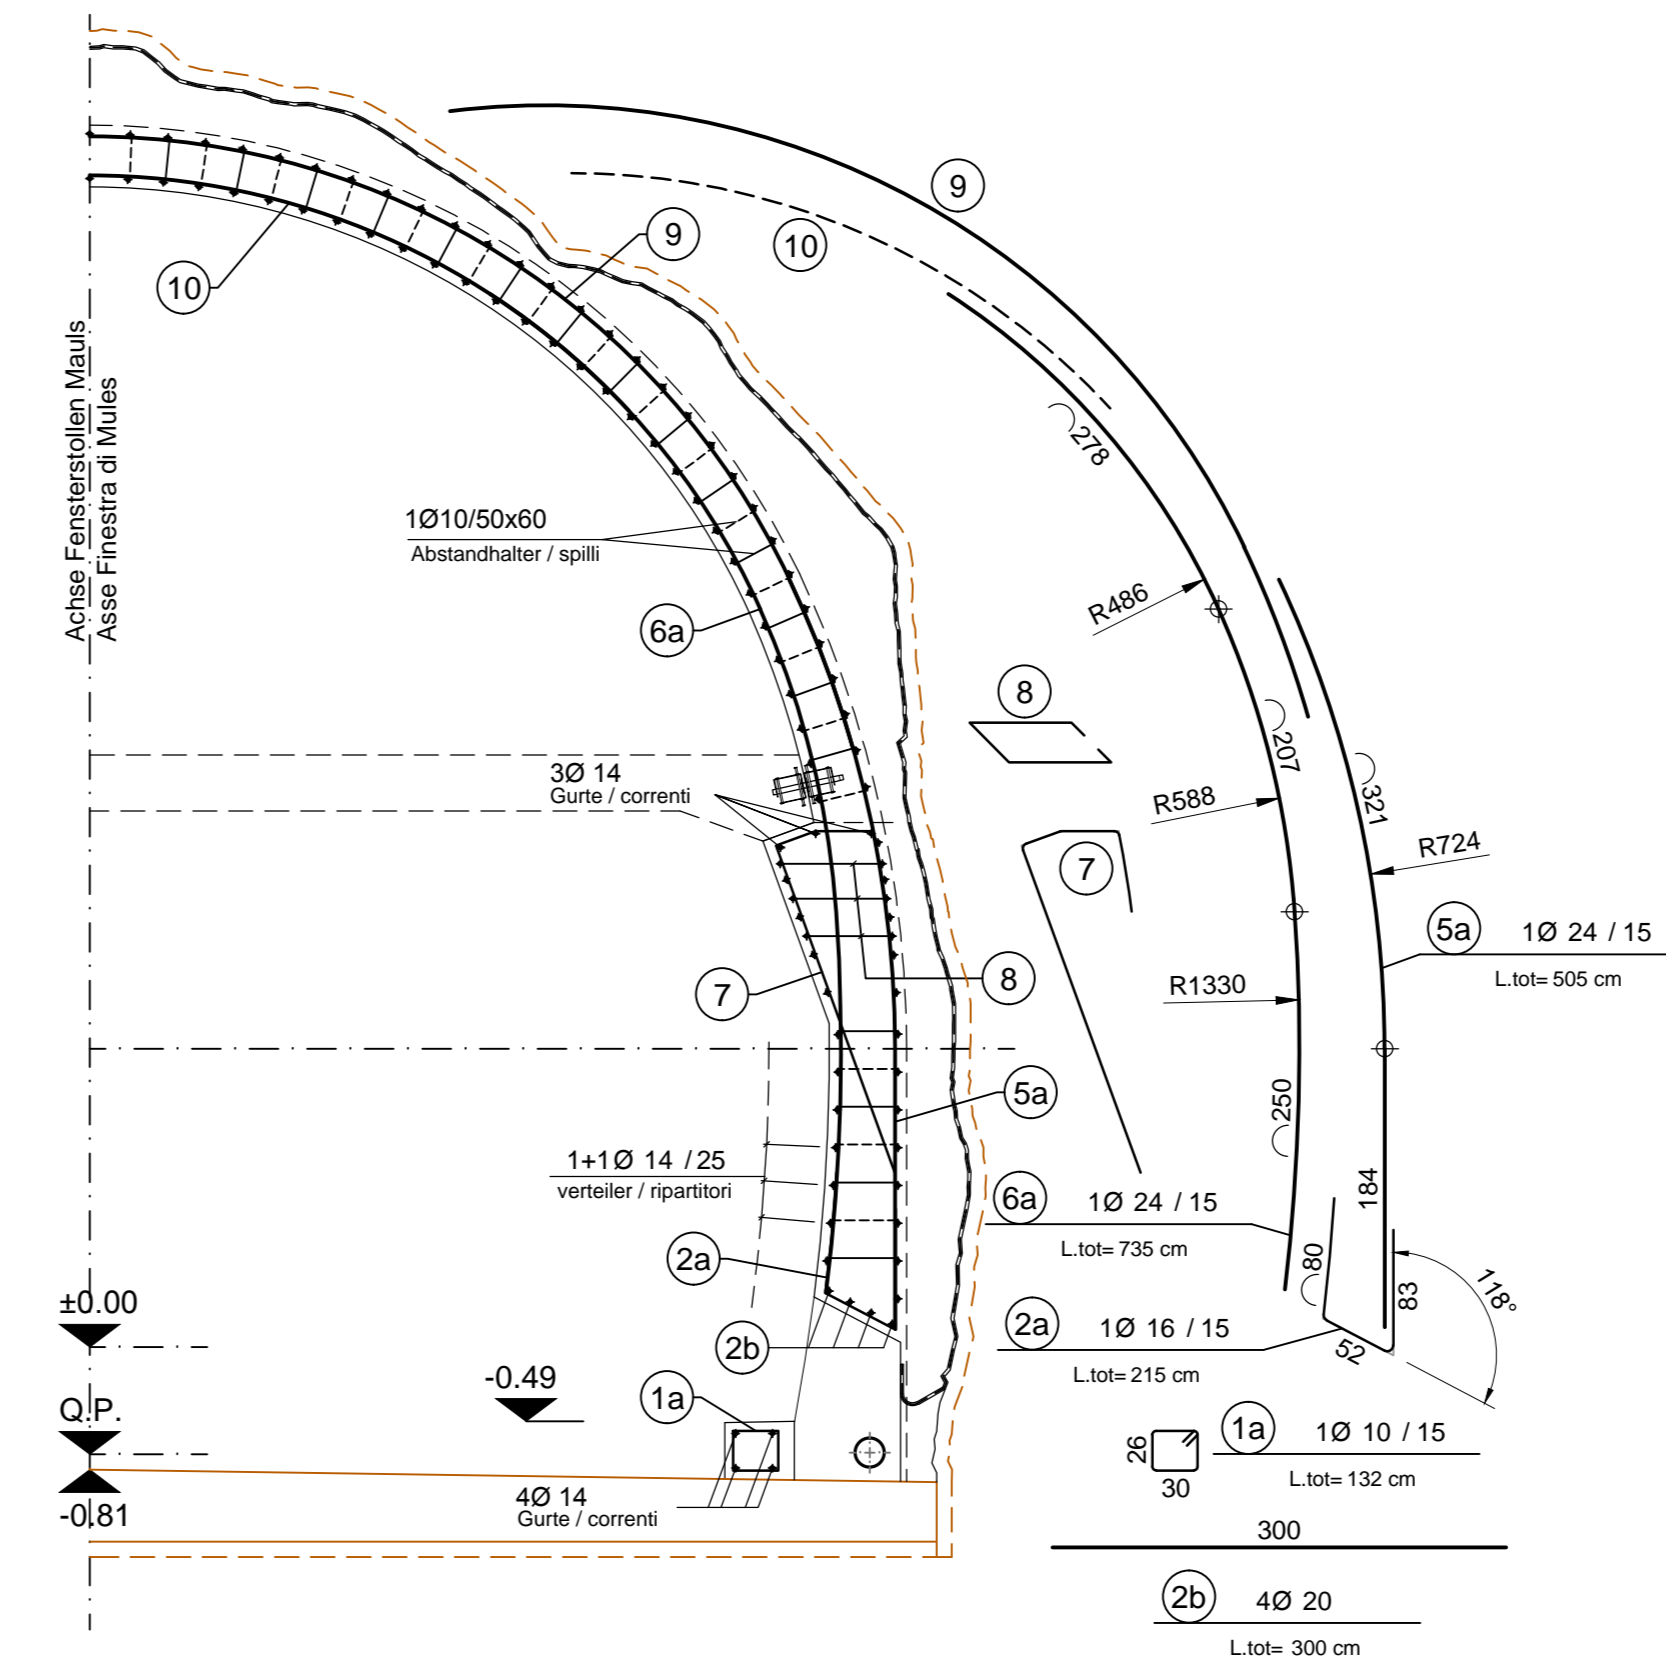 9
10
9
10
Achse Fensterstollen Mauls
Asse Finestra di Mules
278
1Ø10/50x60
Abstandhalter / spilli
R486
6a
8
207
3Ø 14
Gurte / correnti
R588
321
R724
7
5a
1Ø 24 / 15
L.tot= 505 cm
7
8
R1330
5a
250
1+1Ø 14 /25
verteiler / ripartitori
184
6a
1Ø 24 / 15
L.tot= 735 cm
2a
80
83
118°
±0.00
2a
1Ø 16 / 15
L.tot= 215 cm
52
2b
-0.49
1a
Q.P.
26
30
1a
1Ø 10 / 15
L.tot= 132 cm
-0.81
4Ø 14
Gurte / correnti
300
2b
4Ø 20
L.tot= 300 cm